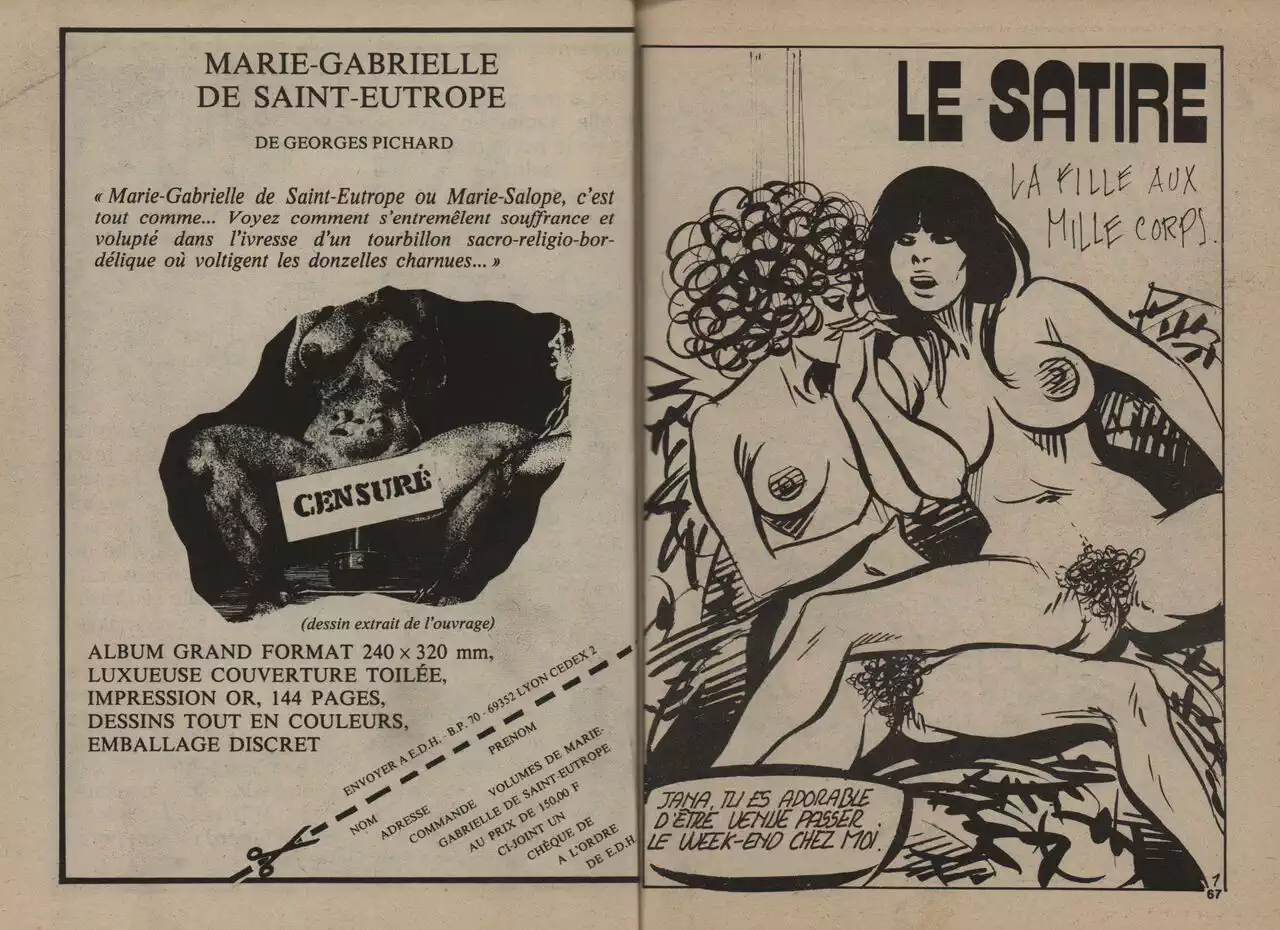 MARIE-GABRIELLE
DE SAINT-EUTROPE
DE GEORGES PICHARD
« Marie-Gabrielle de Saint-Eutrope ou Marie-Salope, c'est
tout comme... Voyez comment s'entremêlent souffrance et
volupté dans l'ivresse d'un tourbillon sacro-religio-bor-
délique où voltigent les donzelles charnues... »
CENSURÉ
(dessin extrait de l'ouvrage)
ALBUM GRAND FORMAT 240 × 320 mm,
LUXUEUSE COUVERTURE TOILÉE,
IMPRESSION OR, 144 PAGES,
DESSINS TOUT EN COULEURS,
EMBALLAGE DISCRET
ENVOYER A E.D.H. - B.P. 70 - 69352 LYON CEDEX 2
NOM PRENOM
ADRESSE
COMMANDE VOLUMES DE MARIE-
GABRIELLE DE SAINT-EUTROPE
AU PRIX DE 150,00 F
CI-JOINT UN
CHÈQUE DE
A L'ORDRE
DE E.D.H.
LE SATIRE
LA FILLE AUX
MILLE CORPS.
JANA, TU ES ADORABLE
D'ÊTRE VENUE PASSER
LE WEEK-END CHEZ MOI.
1
67